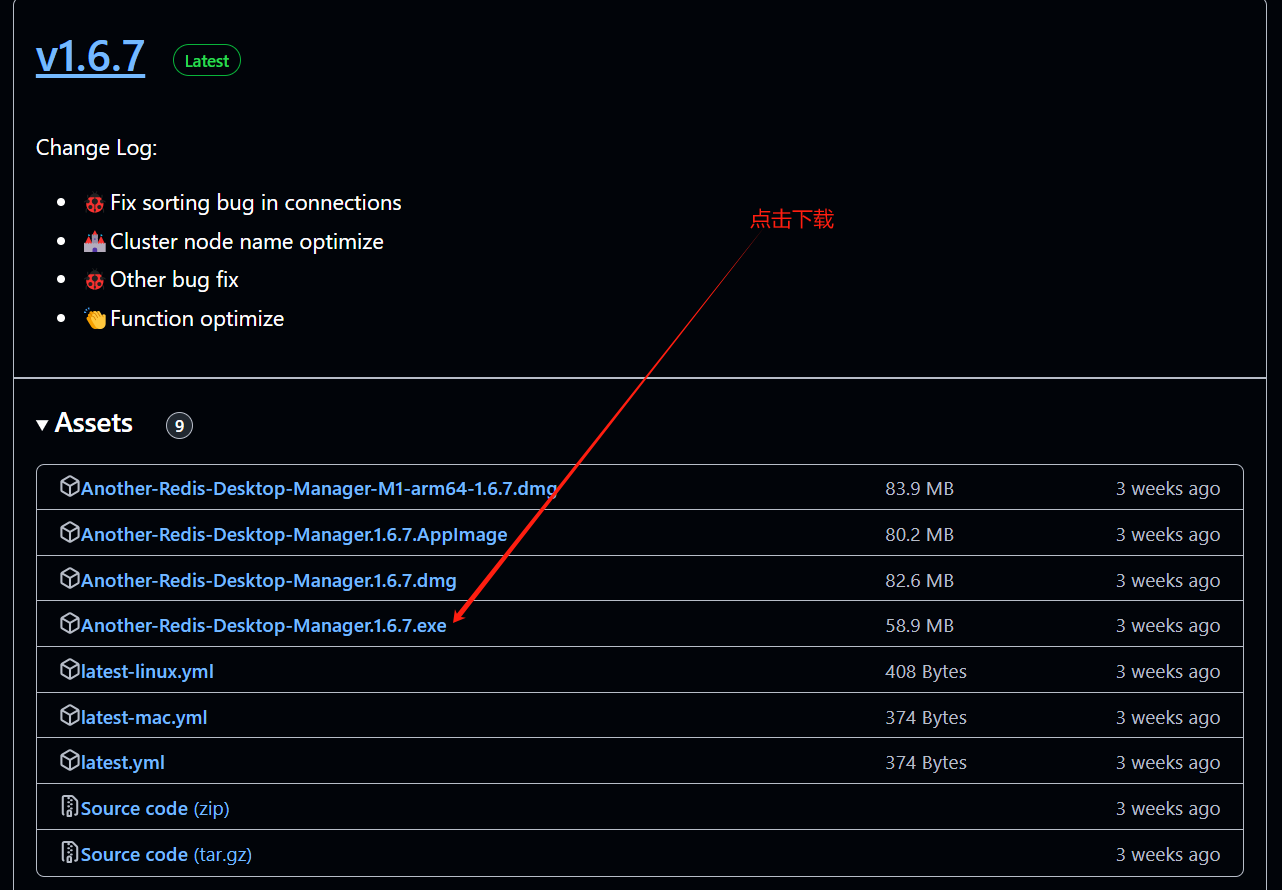 v1.6.7 Latest
Change Log:
🐞 Fix sorting bug in connections
点击下载
🏰 Cluster node name optimize
🐞 Other bug fix
👏 Function optimize
Assets 9
Another-Redis-Desktop-Manager-M1-arm64-1.6.7.dmg 83.9 MB 3 weeks ago
Another-Redis-Desktop-Manager.1.6.7.AppImage 80.2 MB 3 weeks ago
Another-Redis-Desktop-Manager.1.6.7.dmg 82.6 MB 3 weeks ago
Another-Redis-Desktop-Manager.1.6.7.exe 58.9 MB 3 weeks ago
latest-linux.yml 408 Bytes 3 weeks ago
latest-mac.yml 374 Bytes 3 weeks ago
latest.yml 374 Bytes 3 weeks ago
Source code (zip) 3 weeks ago
Source code (tar.gz) 3 weeks ago